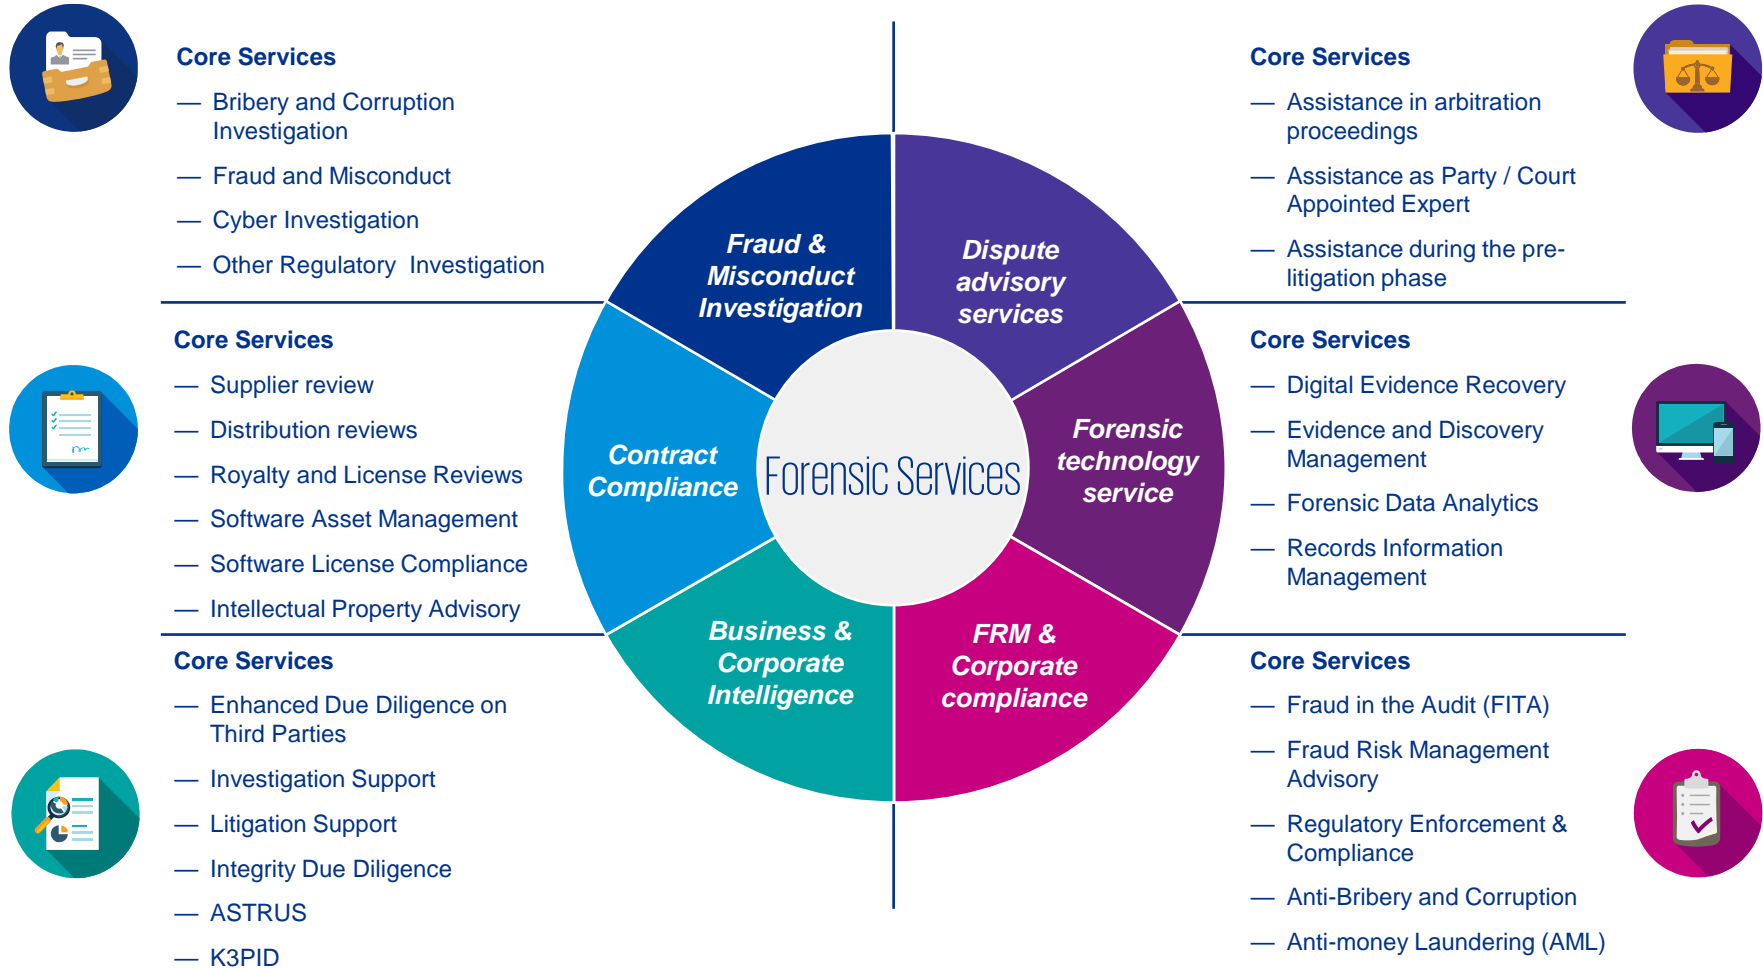 Core Services
— Bribery and Corruption
Investigation
— Fraud and Misconduct
— Cyber Investigation
— Other Regulatory  Investigation
Core Services
— Supplier review
— Distribution reviews
— Royalty and License Reviews
— Software Asset Management
— Software License Compliance
— Intellectual Property Advisory
Core Services
— Enhanced Due Diligence on
Third Parties
— Investigation Support
— Litigation Support
— Integrity Due Diligence
— ASTRUS
— K3PID
Fraud &
Misconduct
Investigation
Dispute
advisory
services
Contract
Compliance
Forensic Services
Forensic
technology
service
Business &
Corporate
Intelligence
FRM &
Corporate
compliance
Core Services
— Assistance in arbitration
proceedings
— Assistance as Party / Court
Appointed Expert
— Assistance during the pre-
litigation phase
Core Services
— Digital Evidence Recovery
— Evidence and Discovery
Management
— Forensic Data Analytics
— Records Information
Management
Core Services
— Fraud in the Audit (FITA)
— Fraud Risk Management
Advisory
— Regulatory Enforcement &
Compliance
— Anti-Bribery and Corruption
— Anti-money Laundering (AML)